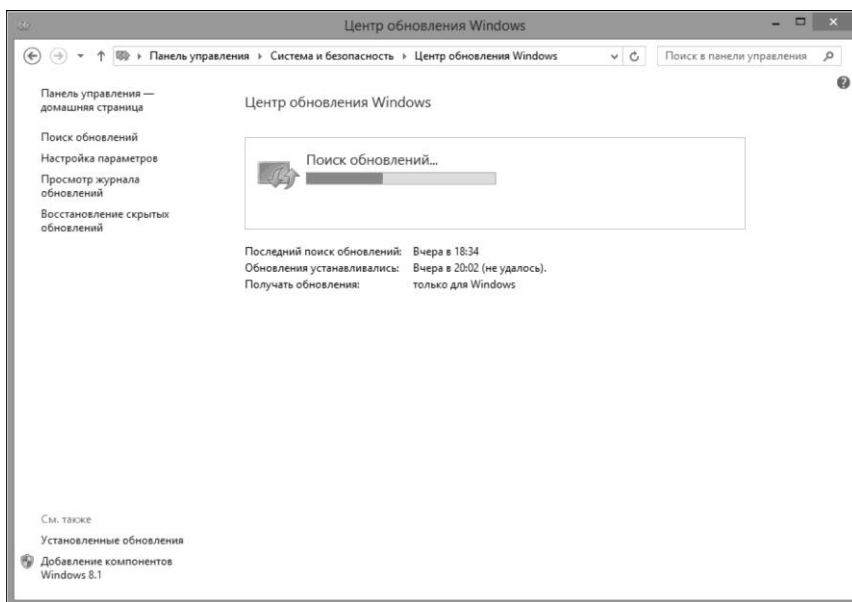 Центр обновления Windows
Панель управления ▸ Система и безопасность ▸ Центр обновления Windows
Поиск в панели управления
Панель управления —
домашняя страница
Поиск обновлений
Настройка параметров
Просмотр журнала
обновлений
Восстановление скрытых
обновлений
Центр обновления Windows
Поиск обновлений...
Последний поиск обновлений: Вчера в 18:34
Обновления устанавливались: Вчера в 20:02 (не удалось).
Получать обновления: только для Windows
См. также
Установленные обновления
Добавление компонентов
Windows 8.1